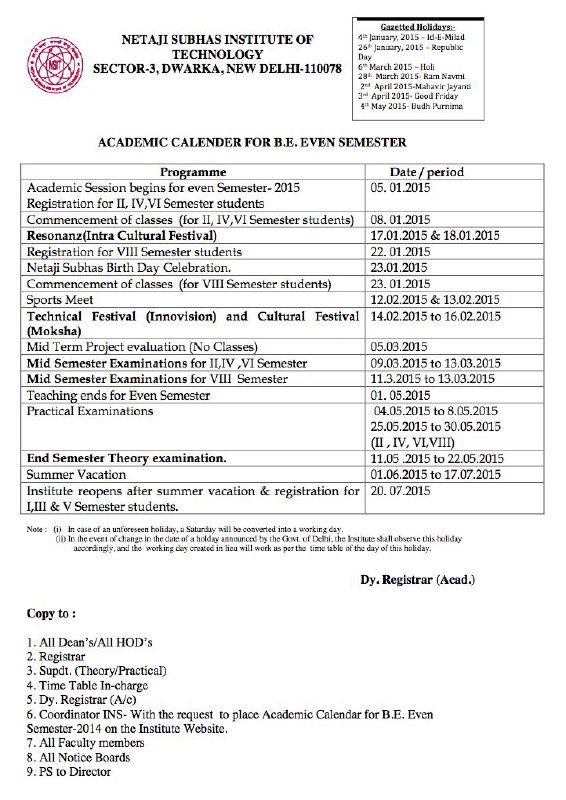 NETAJI SUBHAS INSTITUTE OF
TECHNOLOGY
SECTOR-3, DWARKA, NEW DELHI-110078
Gazetted Holidays:-
4th January, 2015 – Id-E-Milad
26th January, 2015 – Republic
Day
6th March 2015 – Holi
28th March 2015- Ram Navmi
2nd April 2015-Mahavir Jayanti
3rd April 2015- Good Friday
4th May 2015- Budh Purnima
NSIT
ACADEMIC CALENDER FOR B.E. EVEN SEMESTER
Programme Date / period
Academic Session begins for even Semester- 2015 05. 01.2015
Registration for II, IV,VI Semester students
Commencement of classes (for II, IV,VI Semester students) 08. 01.2015
Resonanz(Intra Cultural Festival) 17.01.2015 & 18.01.2015
Registration for VIII Semester students 22. 01.2015
Netaji Subhas Birth Day Celebration. 23.01.2015
Commencement of classes (for VIII Semester students) 23. 01.2015
Sports Meet 12.02.2015 & 13.02.2015
Technical Festival (Innovision) and Cultural Festival 14.02.2015 to 16.02.2015
(Moksha)
Mid Term Project evaluation (No Classes) 05.03.2015
Mid Semester Examinations for II,IV ,VI Semester 09.03.2015 to 13.03.2015
Mid Semester Examinations for VIII Semester 11.3.2015 to 13.03.2015
Teaching ends for Even Semester 01. 05.2015
Practical Examinations 04.05.2015 to 8.05.2015
25.05.2015 to 30.05.2015
(II , IV, VI,VIII)
End Semester Theory examination. 11.05 .2015 to 22.05.2015
Summer Vacation 01.06.2015 to 17.07.2015
Institute reopens after summer vacation & registration for 20. 07.2015
I,III & V Semester students.
Note : (i) In case of an unforeseen holiday, a Saturday will be converted into a working day.
(ii) In the event of change in the date of a holday announced by the Govt. of Delhi, the Institute shall observe this holiday
accordingly, and the working day created in lieu will work as per the time table of the day of this holiday.
Dy. Registrar (Acad.)
Copy to :
1. All Dean's/All HOD's
2. Registrar
3. Supdt. (Theory/Practical)
4. Time Table In-charge
5. Dy. Registrar (A/c)
6. Coordinator INS- With the request to place Academic Calendar for B.E. Even
Semester-2014 on the Institute Website.
7. All Faculty members
8. All Notice Boards
9. PS to Director